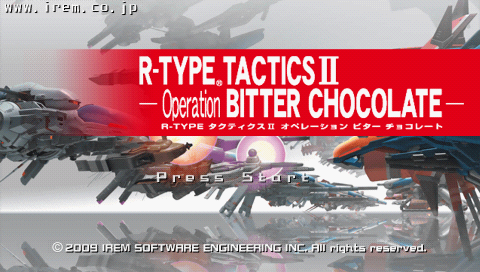 www.irem.co.jp
R-TYPE® TACTICS II
—Operation BITTER CHOCOLATE—
R-TYPE タクティクスⅡ オペレーション ビター チョコレート
Press Start
© 2009 IREM SOFTWARE ENGINEERING INC. All rights reserved.